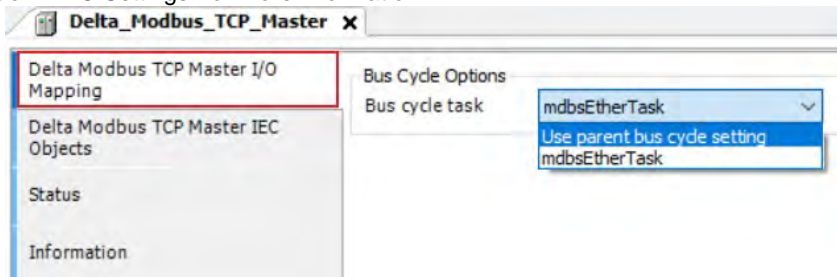 Delta_Modbus_TCP_Master
Delta Modbus TCP Master I/O
Mapping
Delta Modbus TCP Master IEC
Objects
Status
Information
Bus Cycle Options
Bus cycle task
mdbsEtherTask
Use parent bus cycle setting
mdbsEtherTask